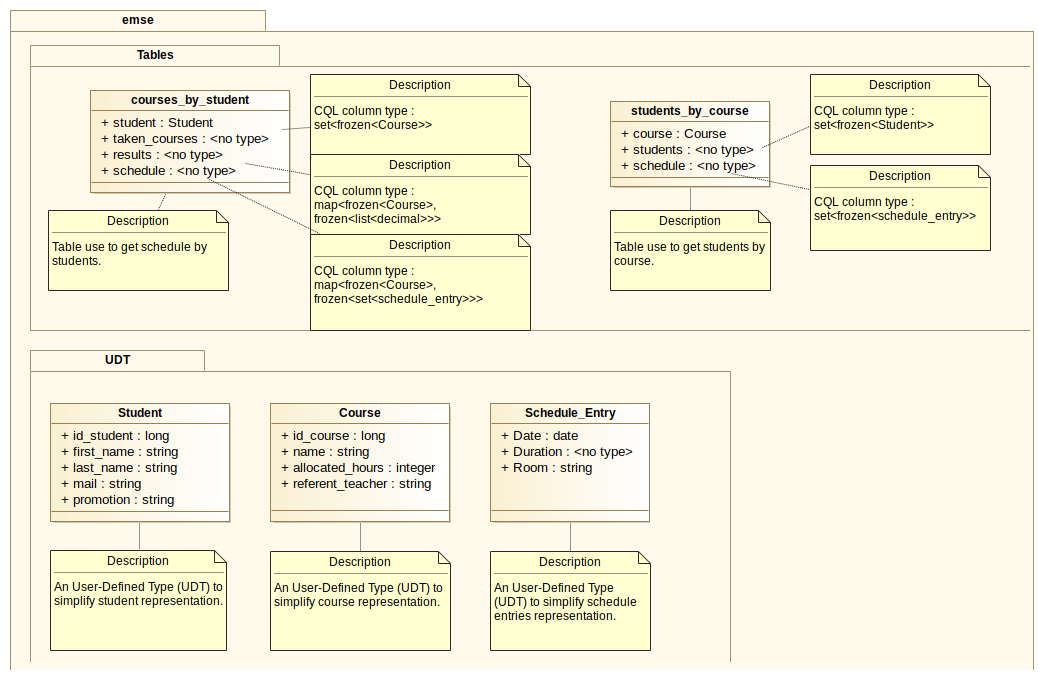 emse
Tables
courses_by_student
+ student : Student
+ taken_courses : <no type>
+ results : <no type>
+ schedule : <no type>
Description
CQL column type :
set<frozen<Course>>
Description
CQL column type :
map<frozen<Course>,
frozen<list<decimal>>>
Description
CQL column type :
map<frozen<Course>,
frozen<set<schedule_entry>>>
Description
Table use to get schedule by
students.
students_by_course
+ course : Course
+ students : <no type>
+ schedule : <no type>
Description
CQL column type :
set<frozen<Student>>
Description
CQL column type :
set<frozen<schedule_entry>>
Description
Table use to get students by
course.
UDT
Student
+ id_student : long
+ first_name : string
+ last_name : string
+ mail : string
+ promotion : string
Description
An User-Defined Type (UDT) to
simplify student representation.
Course
+ id_course : long
+ name : string
+ allocated_hours : integer
+ referent_teacher : string
Description
An User-Defined Type (UDT) to
simplify course representation.
Schedule_Entry
+ Date : date
+ Duration : <no type>
+ Room : string
Description
An User-Defined Type
(UDT) to simplify schedule
entries representation.